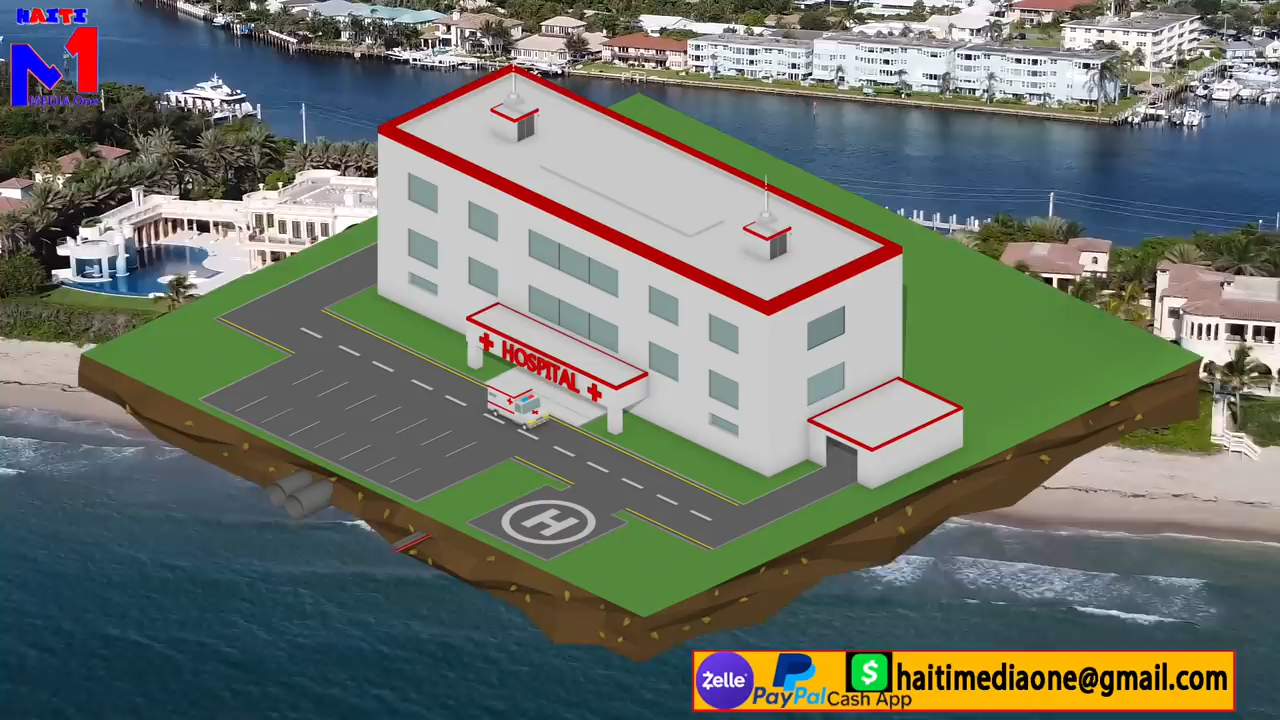 HAITI
M1
MEDIA One
HOSPITAL
H
Zelle
PayPal
$
Cash App
haitimediaone@gmail.com